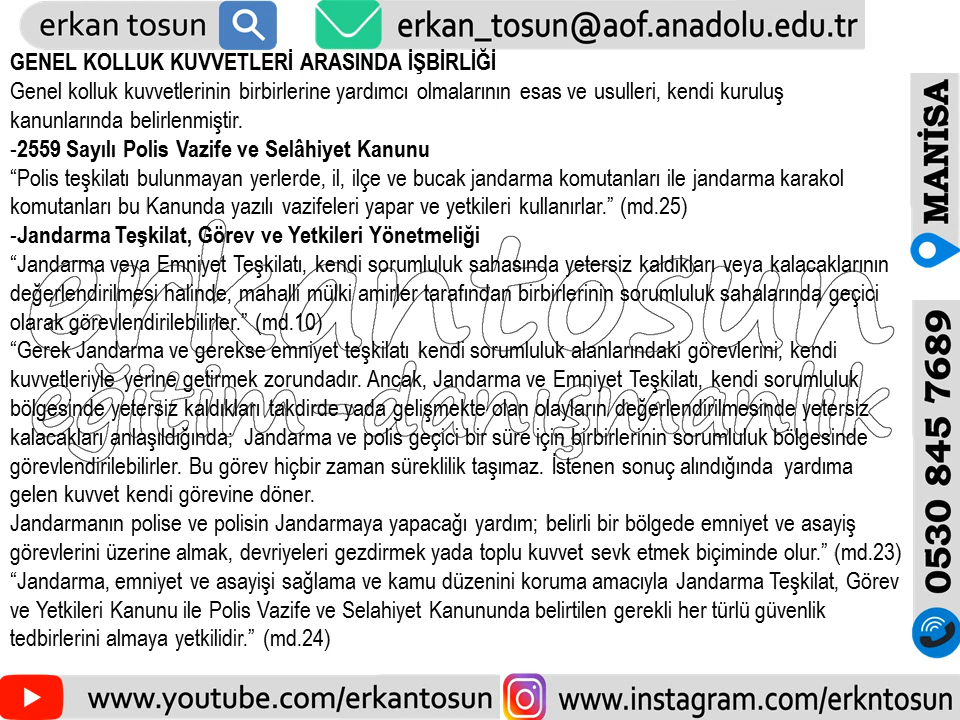 erkan tosun
erkan_tosun@aof.anadolu.edu.tr
GENEL KOLLUK KUVVETLERİ ARASINDA İŞBİRLİĞİ
Genel kolluk kuvvetlerinin birbirlerine yardımcı olmalarının esas ve usulleri, kendi kuruluş
kanunlarında belirlenmiştir.
-2559 Sayılı Polis Vazife ve Selâhiyet Kanunu
“Polis teşkilatı bulunmayan yerlerde, il, ilçe ve bucak jandarma komutanları ile jandarma karakol
komutanları bu Kanunda yazılı vazifeleri yapar ve yetkileri kullanırlar.” (md.25)
-Jandarma Teşkilat, Görev ve Yetkileri Yönetmeliği
“Jandarma veya Emniyet Teşkilatı, kendi sorumluluk sahasında yetersiz kaldıkları veya kalacaklarının
değerlendirilmesi halinde, mahalli mülki amirler tarafından birbirlerinin sorumluluk sahalarında geçici
olarak görevlendirilebilirler.” (md.10)
“Gerek Jandarma ve gerekse emniyet teşkilatı kendi sorumluluk alanlarındaki görevlerini, kendi
kuvvetleriyle yerine getirmek zorundadır. Ancak, Jandarma ve Emniyet Teşkilatı, kendi sorumluluk
bölgesinde yetersiz kaldıkları takdirde yada gelişmekte olan olayların değerlendirilmesinde yetersiz
kalacakları anlaşıldığında; Jandarma ve polis geçici bir süre için birbirlerinin sorumluluk bölgesinde
görevlendirilebilirler. Bu görev hiçbir zaman süreklilik taşımaz. İstenen sonuç alındığında yardıma
gelen kuvvet kendi görevine döner.
Jandarmanın polise ve polisin Jandarmaya yapacağı yardım; belirli bir bölgede emniyet ve asayiş
görevlerini üzerine almak, devriyeleri gezdirmek yada toplu kuvvet sevk etmek biçiminde olur.” (md.23)
“Jandarma, emniyet ve asayişi sağlama ve kamu düzenini koruma amacıyla Jandarma Teşkilat, Görev
ve Yetkileri Kanunu ile Polis Vazife ve Selahiyet Kanununda belirtilen gerekli her türlü güvenlik
tedbirlerini almaya yetkilidir.” (md.24)
erkantosun
eğitim-danışmanlık
MANİSA
0530 845 7689
www.youtube.com/erkantosun
www.instagram.com/erkntosun